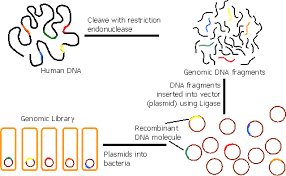 Cleave with restriction
endonuclease
Human DNA
Genomic DNA fragments
DNA fragments
inserted into vector
(plasmid) using Ligase
Genomic Library
Recombinant
DNA molecule
Plasmids into
bacteria